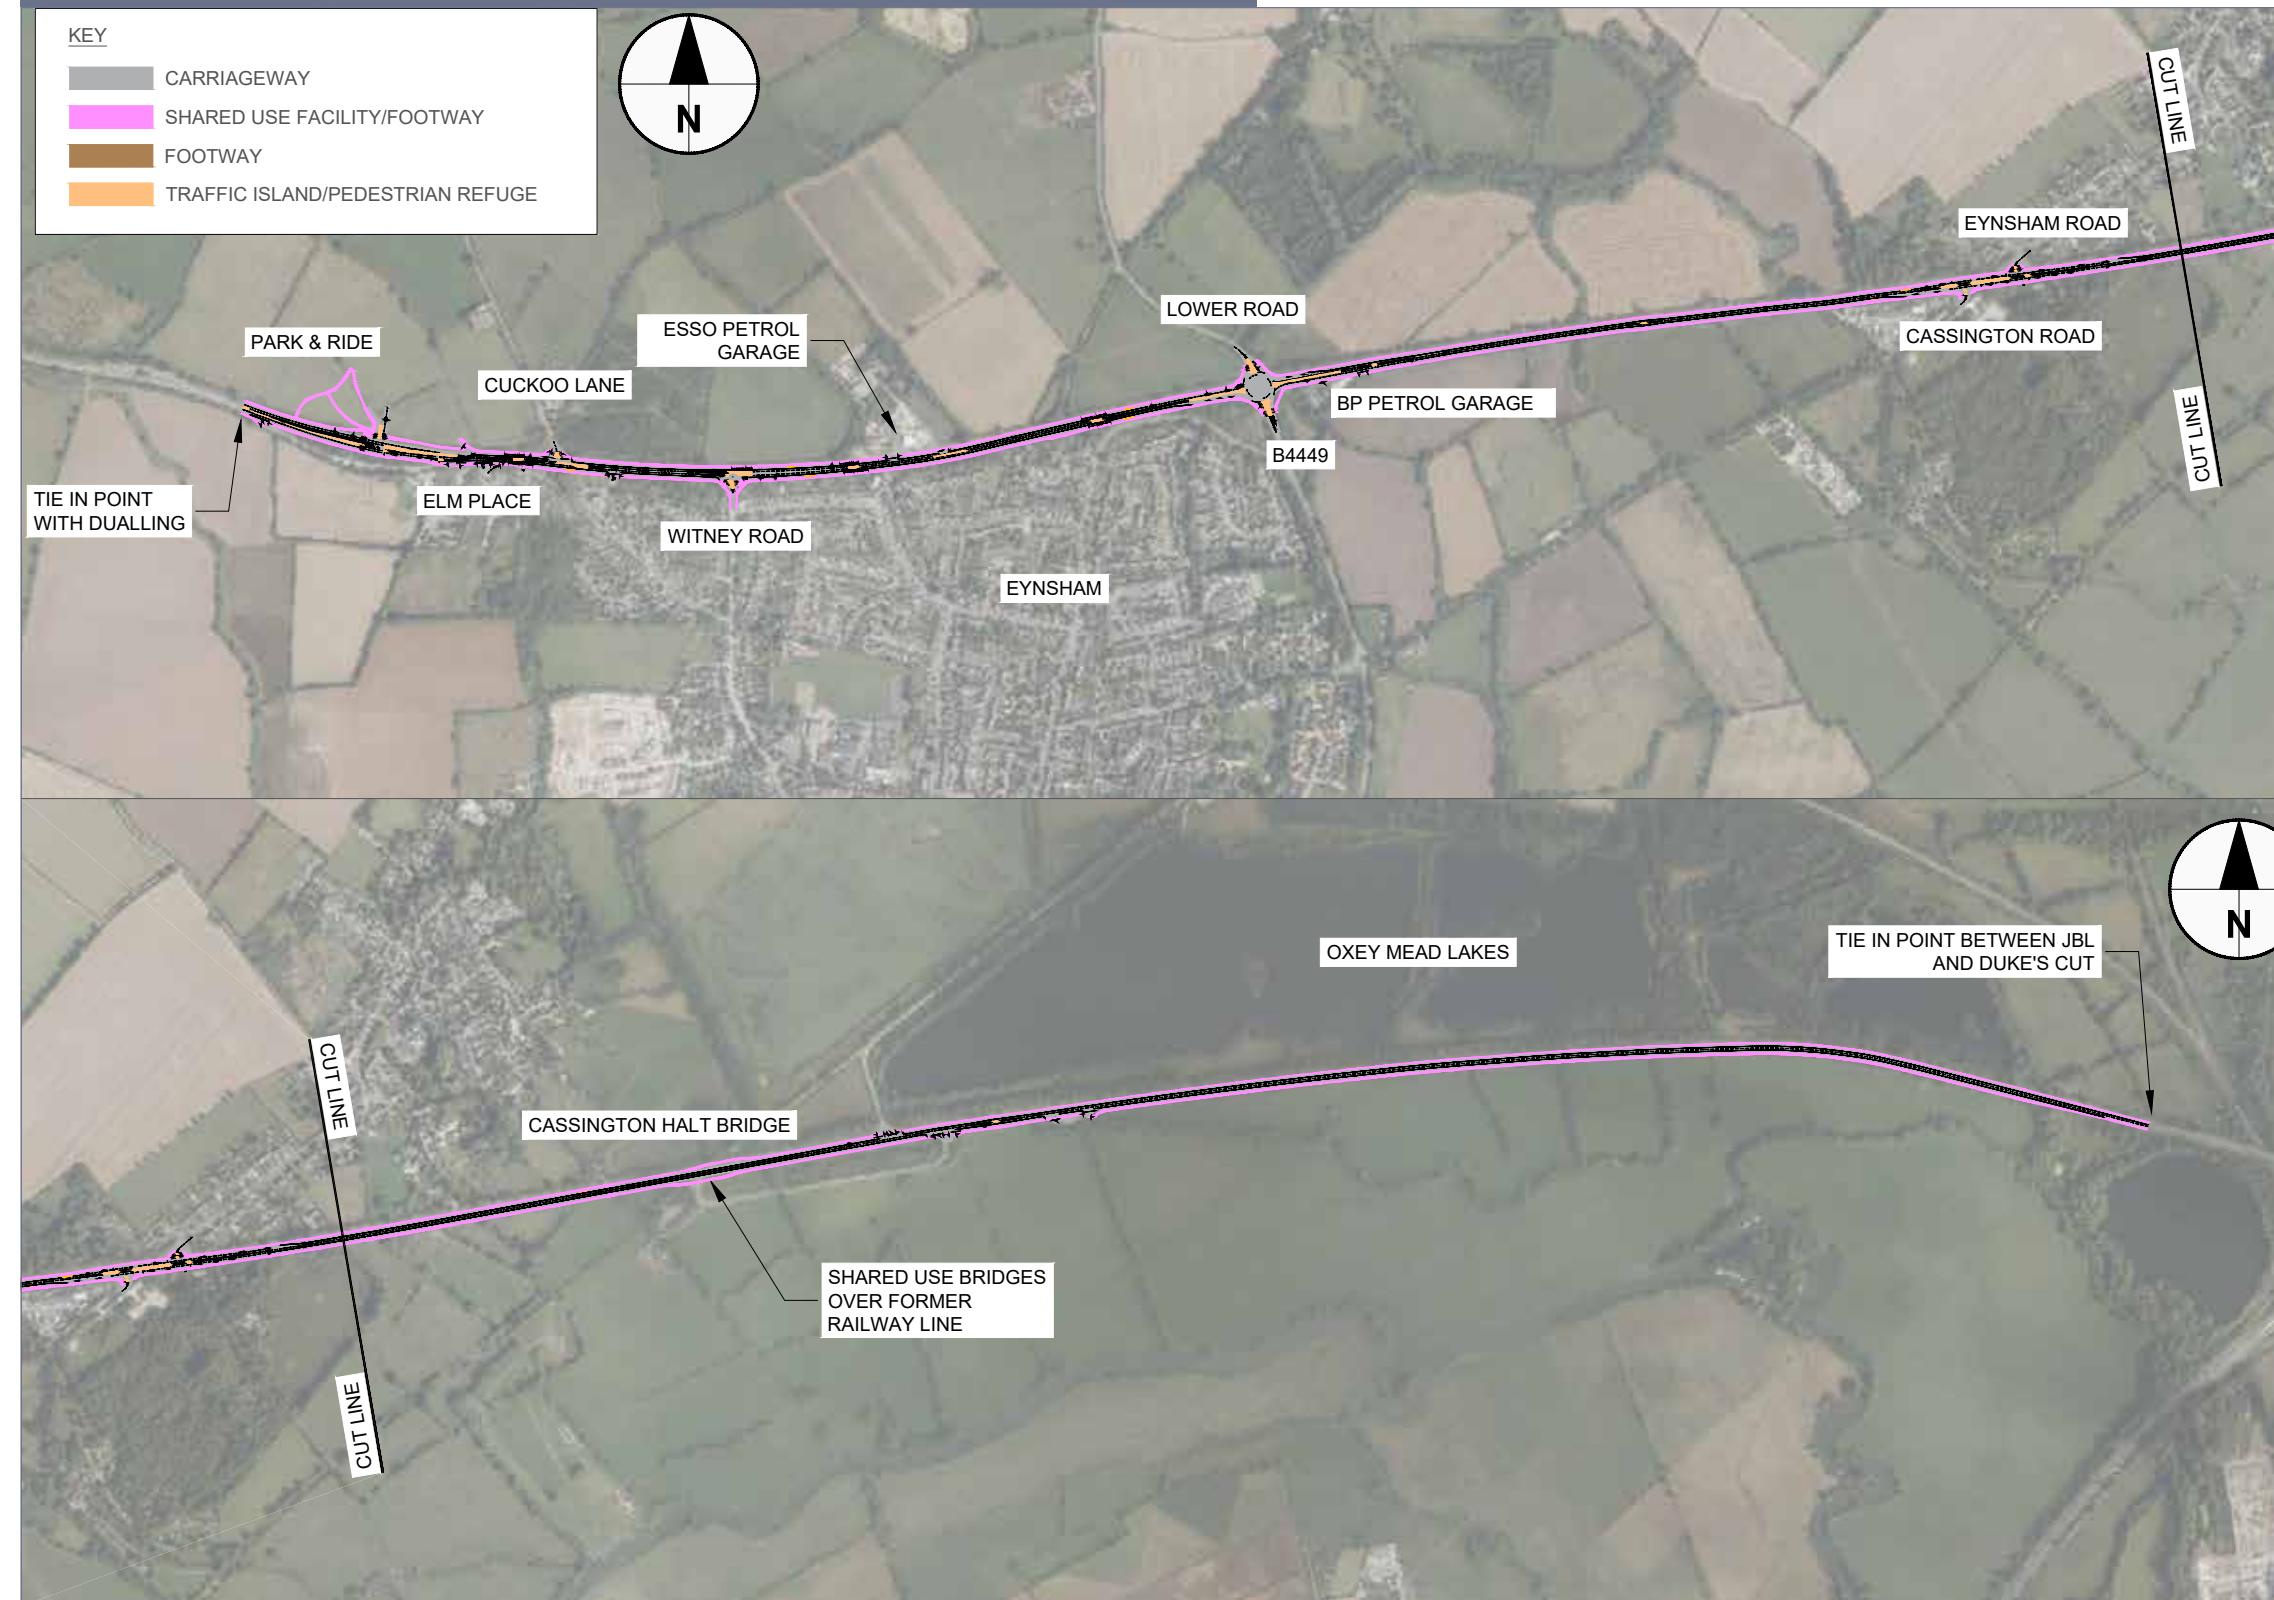 KEY
CARRIAGEWAY
SHARED USE FACILITY/FOOTWAY
FOOTWAY
TRAFFIC ISLAND/PEDESTRIAN REFUGE
N
CUT LINE
EYNSHAM ROAD
LOWER ROAD
ESSO PETROL
GARAGE
PARK & RIDE
CASSINGTON ROAD
CUCKOO LANE
BP PETROL GARAGE
CUT LINE
B4449
TIE IN POINT
WITH DUALLING
ELM PLACE
WITNEY ROAD
EYNSHAM
N
OXEY MEAD LAKES
TIE IN POINT BETWEEN JBL
AND DUKE'S CUT
CUT LINE
CASSINGTON HALT BRIDGE
SHARED USE BRIDGES
OVER FORMER
RAILWAY LINE
CUT LINE